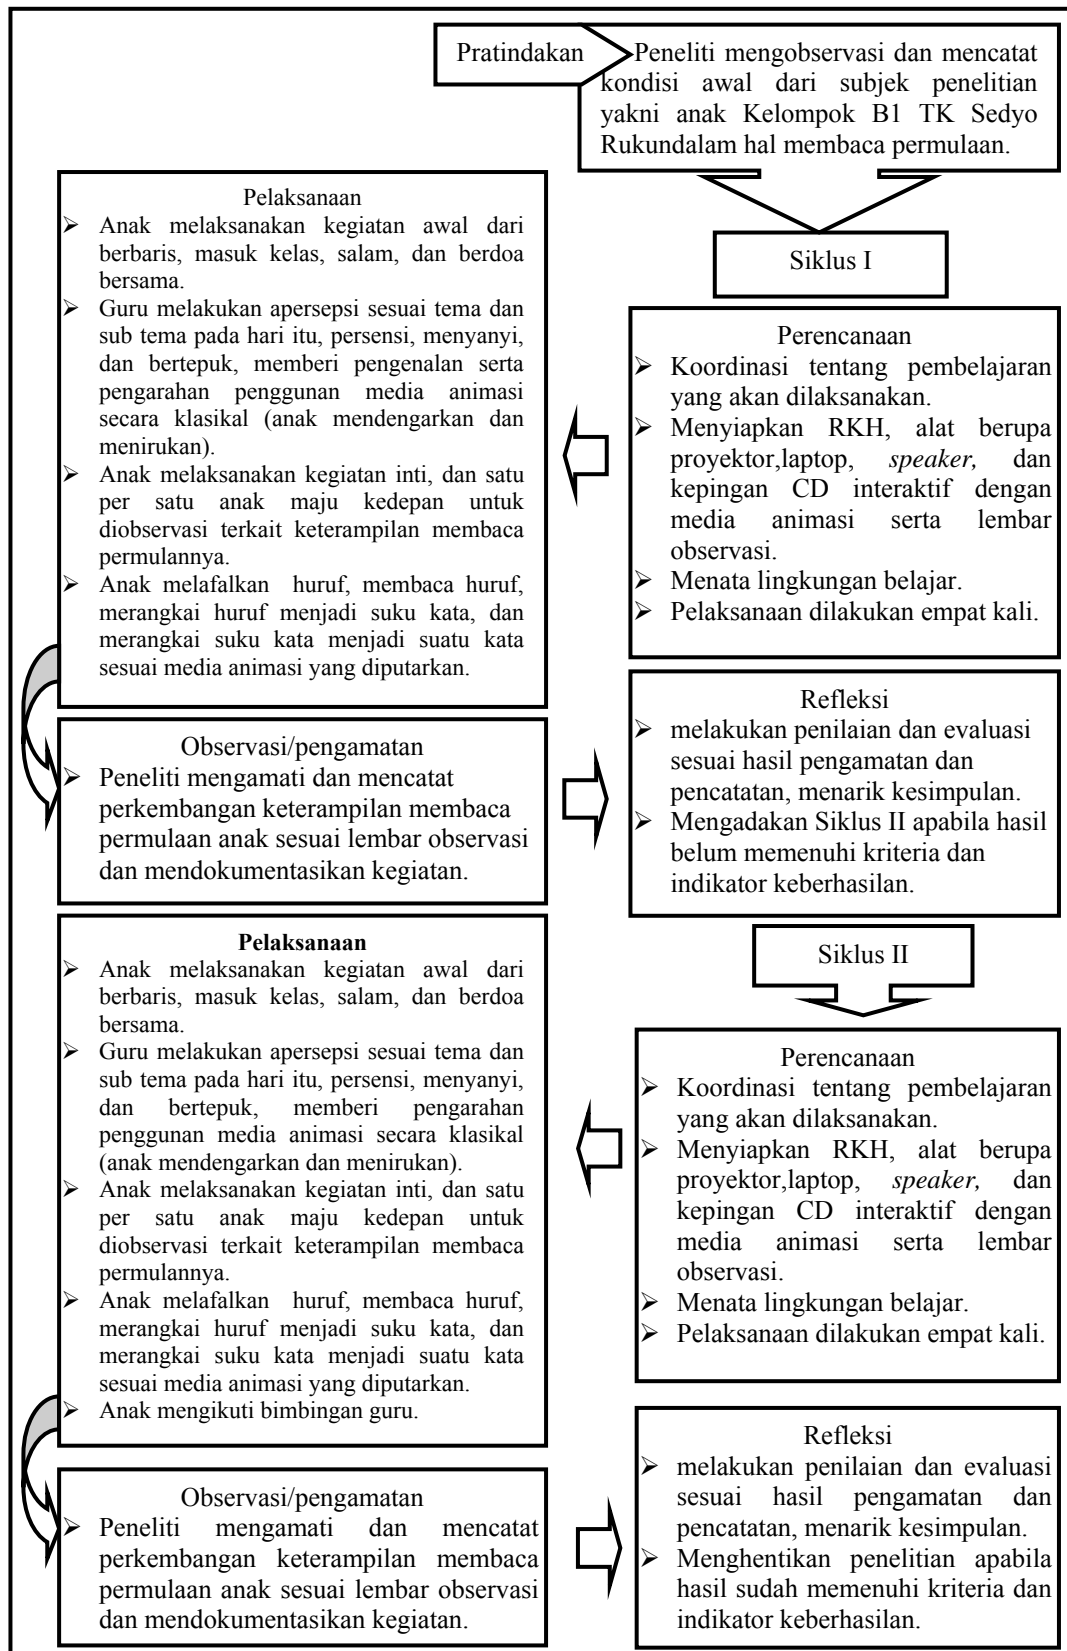 Pratindakan
Peneliti mengobservasi dan mencatat
kondisi awal dari subjek penelitian
yakni anak Kelompok B1 TK Sedyo
Rukundalam hal membaca permulaan.
Siklus I
Perencanaan
➢ Koordinasi tentang pembelajaran
yang akan dilaksanakan.
➢ Menyiapkan RKH, alat berupa
proyektor,laptop, speaker, dan
kepingan CD interaktif dengan
media animasi serta lembar
observasi.
➢ Menata lingkungan belajar.
➢ Pelaksanaan dilakukan empat kali.
Pelaksanaan
➢ Anak melaksanakan kegiatan awal dari
berbaris, masuk kelas, salam, dan berdoa
bersama.
➢ Guru melakukan apersepsi sesuai tema dan
sub tema pada hari itu, persensi, menyanyi,
dan bertepuk, memberi pengenalan serta
pengarahan penggunan media animasi
secara klasikal (anak mendengarkan dan
menirukan).
➢ Anak melaksanakan kegiatan inti, dan satu
per satu anak maju kedepan untuk
diobservasi terkait keterampilan membaca
permulannya.
➢ Anak melafalkan huruf, membaca huruf,
merangkai huruf menjadi suku kata, dan
merangkai suku kata menjadi suatu kata
sesuai media animasi yang diputarkan.
Observasi/pengamatan
➢ Peneliti mengamati dan mencatat
perkembangan keterampilan membaca
permulaan anak sesuai lembar observasi
dan mendokumentasikan kegiatan.
Refleksi
➢ melakukan penilaian dan evaluasi
sesuai hasil pengamatan dan
pencatatan, menarik kesimpulan.
➢ Mengadakan Siklus II apabila hasil
belum memenuhi kriteria dan
indikator keberhasilan.
Siklus II
Perencanaan
➢ Koordinasi tentang pembelajaran
yang akan dilaksanakan.
➢ Menyiapkan RKH, alat berupa
proyektor,laptop, speaker, dan
kepingan CD interaktif dengan
media animasi serta lembar
observasi.
➢ Menata lingkungan belajar.
➢ Pelaksanaan dilakukan empat kali.
Pelaksanaan
➢ Anak melaksanakan kegiatan awal dari
berbaris, masuk kelas, salam, dan berdoa
bersama.
➢ Guru melakukan apersepsi sesuai tema dan
sub tema pada hari itu, persensi, menyanyi,
dan bertepuk, memberi pengarahan
penggunan media animasi secara klasikal
(anak mendengarkan dan menirukan).
➢ Anak melaksanakan kegiatan inti, dan satu
per satu anak maju kedepan untuk
diobservasi terkait keterampilan membaca
permulannya.
➢ Anak melafalkan huruf, membaca huruf,
merangkai huruf menjadi suku kata, dan
merangkai suku kata menjadi suatu kata
sesuai media animasi yang diputarkan.
➢ Anak mengikuti bimbingan guru.
Observasi/pengamatan
➢ Peneliti mengamati dan mencatat
perkembangan keterampilan membaca
permulaan anak sesuai lembar observasi
dan mendokumentasikan kegiatan.
Refleksi
➢ melakukan penilaian dan evaluasi
sesuai hasil pengamatan dan
pencatatan, menarik kesimpulan.
➢ Menghentikan penelitian apabila
hasil sudah memenuhi kriteria dan
indikator keberhasilan.